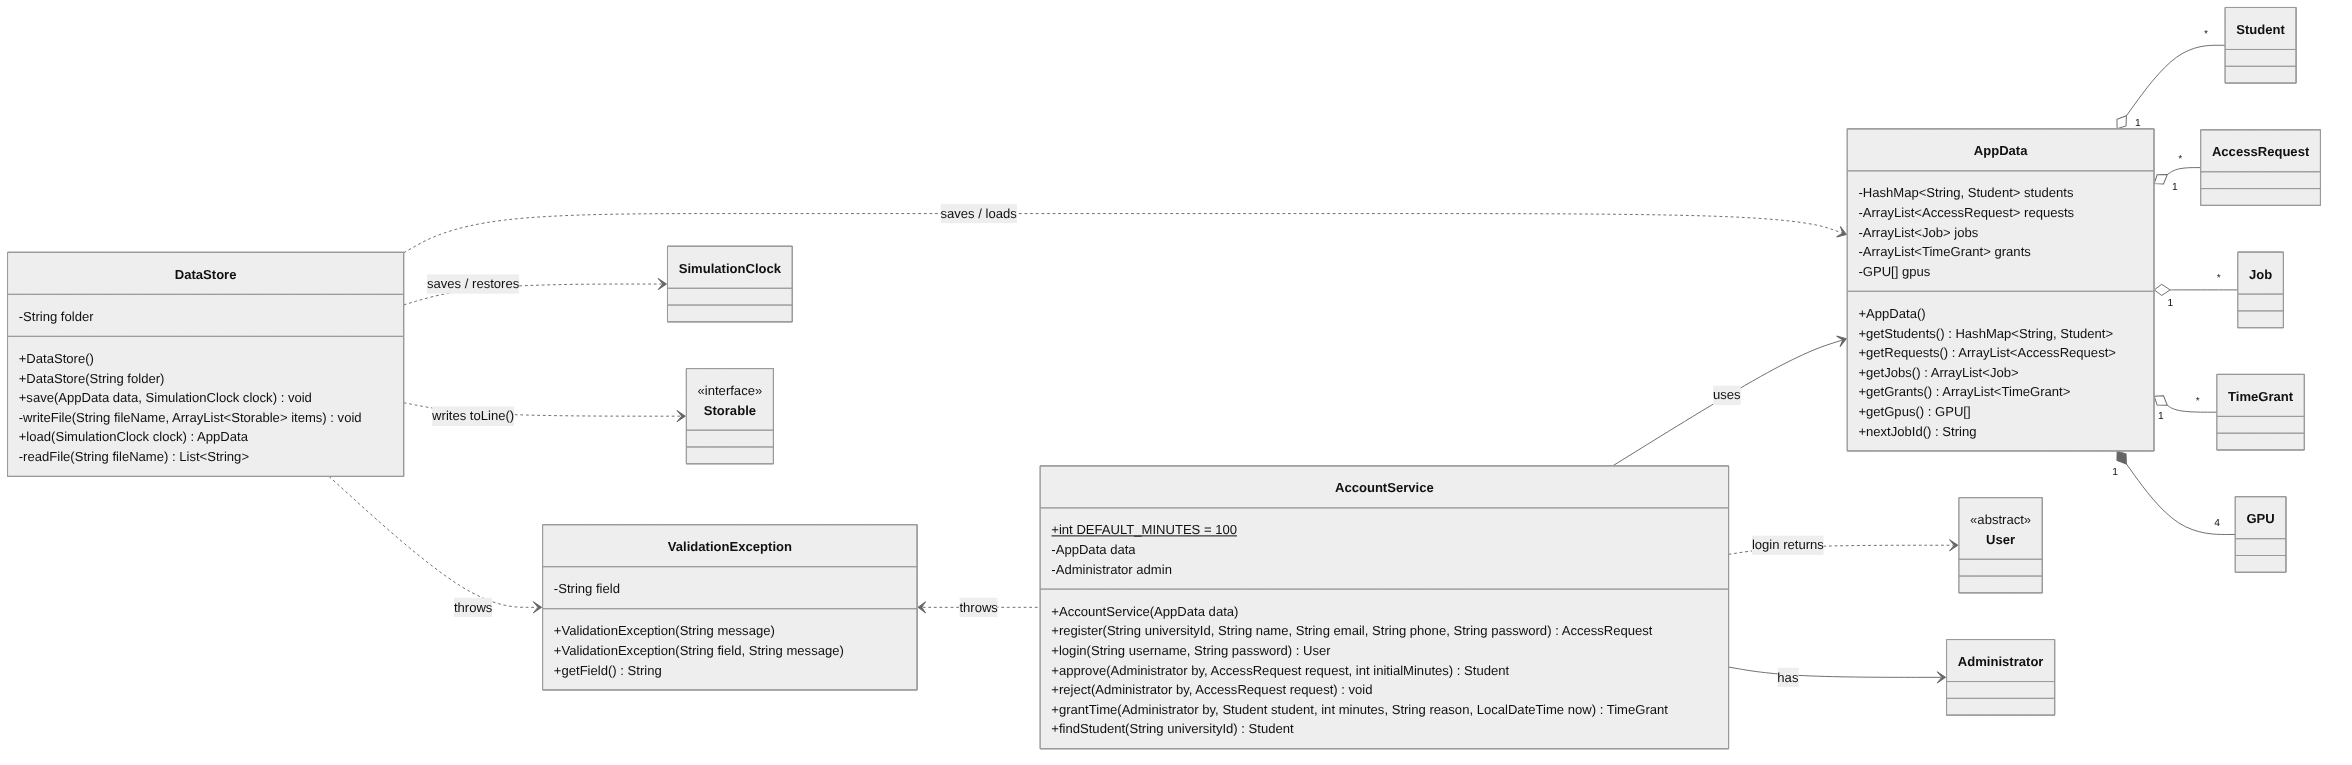 DataStore
-String folder
+DataStore()
+DataStore(String folder)
+save(AppData data, SimulationClock clock) : void
-writeFile(String fileName, ArrayList<Storable> items) : void
+load(SimulationClock clock) : AppData
-readFile(String fileName) : List<String>
saves / loads
saves / restores
writes toLine()
throws
SimulationClock
«interface»
Storable
ValidationException
-String field
+ValidationException(String message)
+ValidationException(String field, String message)
+getField() : String
throws
AccountService
+int DEFAULT_MINUTES = 100
-AppData data
-Administrator admin
+AccountService(AppData data)
+register(String universityId, String name, String email, String phone, String password) : AccessRequest
+login(String username, String password) : User
+approve(Administrator by, AccessRequest request, int initialMinutes) : Student
+reject(Administrator by, AccessRequest request) : void
+grantTime(Administrator by, Student student, int minutes, String reason, LocalDateTime now) : TimeGrant
+findStudent(String universityId) : Student
uses
login returns
has
AppData
-HashMap<String, Student> students
-ArrayList<AccessRequest> requests
-ArrayList<Job> jobs
-ArrayList<TimeGrant> grants
-GPU[] gpus
+AppData()
+getStudents() : HashMap<String, Student>
+getRequests() : ArrayList<AccessRequest>
+getJobs() : ArrayList<Job>
+getGrants() : ArrayList<TimeGrant>
+getGpus() : GPU[]
+nextJobId() : String
«abstract»
User
Administrator
1
*
Student
1
*
AccessRequest
1
*
Job
1
*
TimeGrant
1
4
GPU